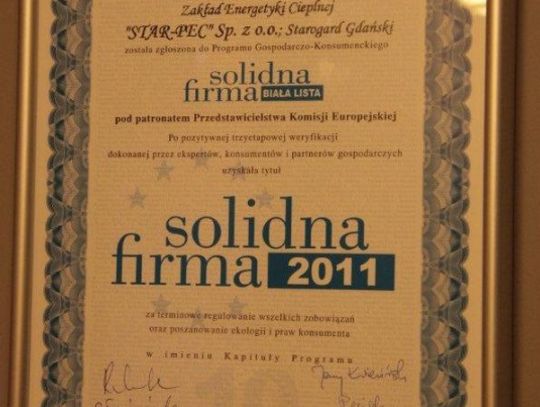 Zakład Energetyki Cieplnej
"STAR-PEC" Sp. z o.o.; Starogard Gdański
została zgłoszona do Programu Gospodarczo-Konsumenckiego
solidna
firma BIAŁA LISTA
pod patronatem Przedstawicielstwa Komisji Europejskiej
Po pozytywnej trzyetapowej weryfikacji
dokonanej przez ekspertów, konsumentów i partnerów gospodarczych
uzyskała tytuł
solidna
firma 2011
za terminowe regulowanie wszelkich zobowiązań
oraz poszanowanie ekologii i praw konsumenta
w imieniu Kapituły Programu